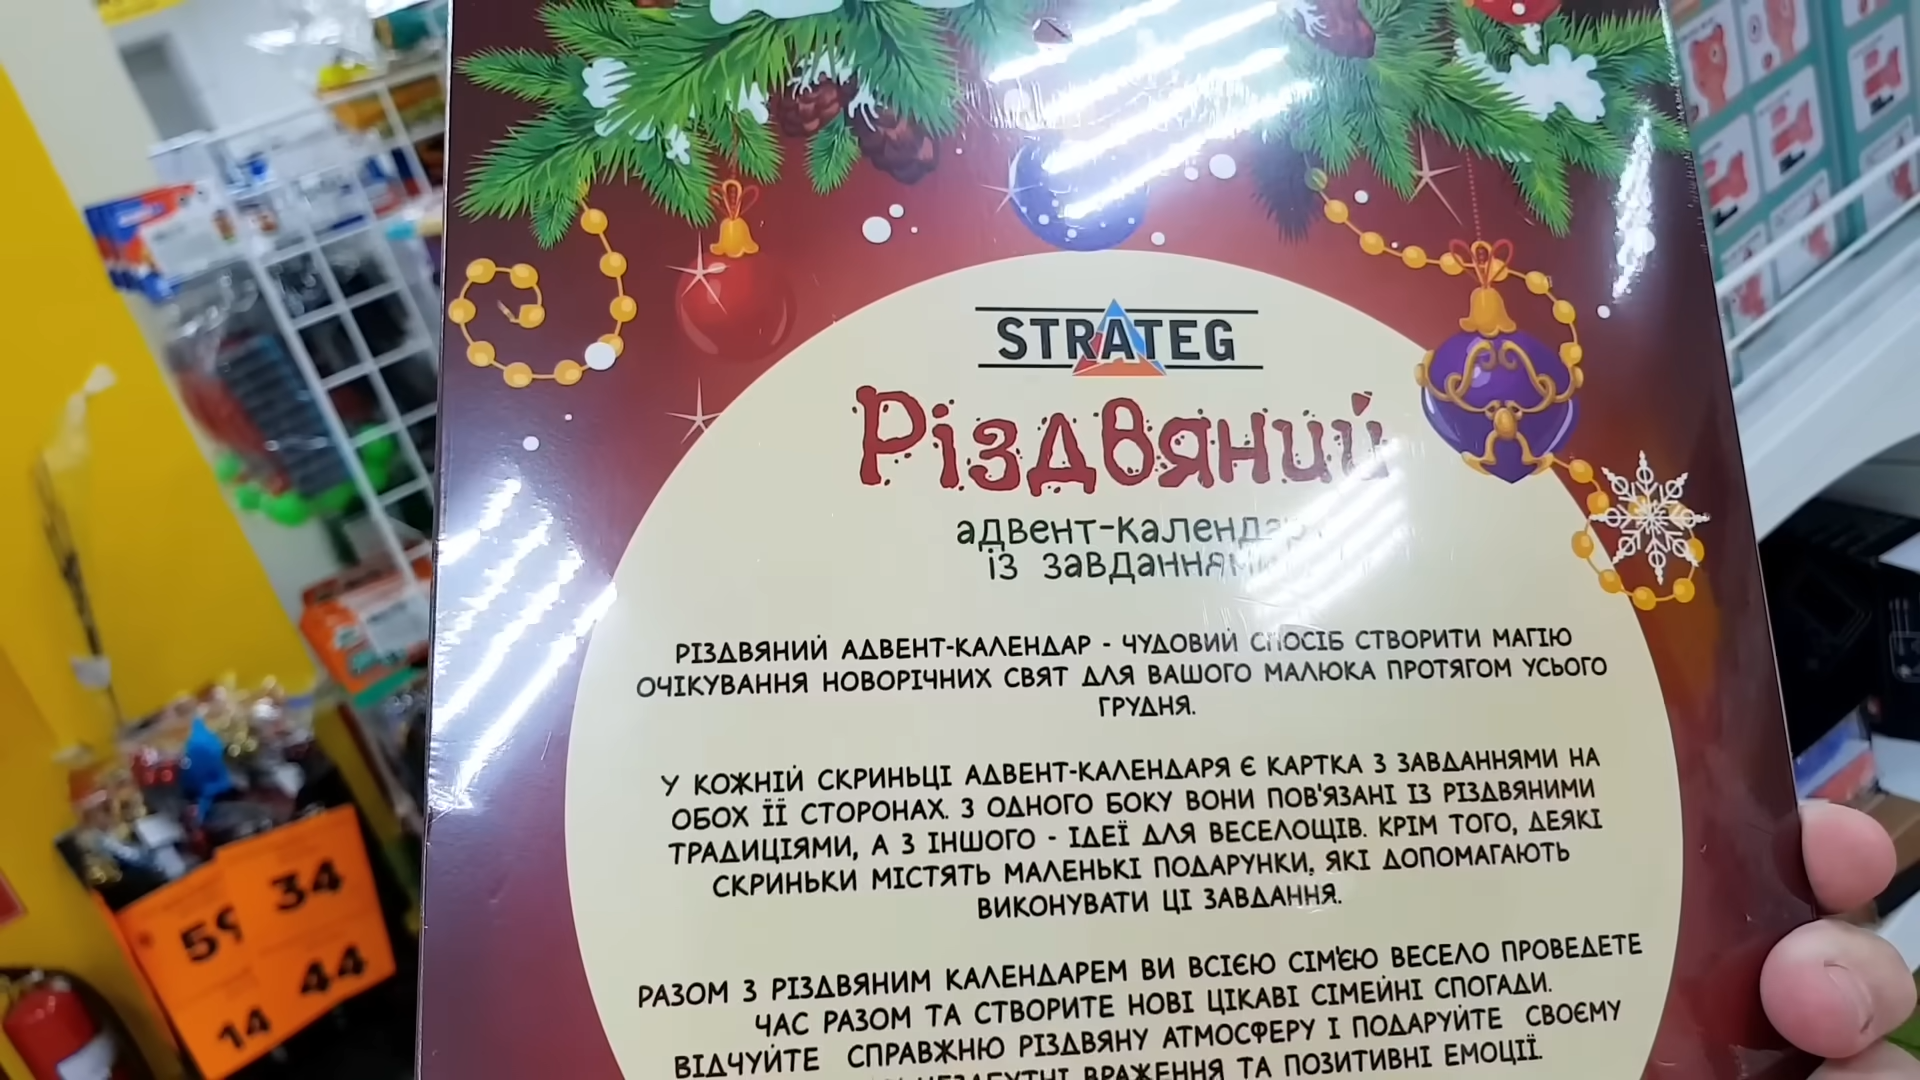 STRATEG
Різдвяний
адвент-календар
із завданнями
РІЗДВЯНИЙ АДВЕНТ-КАЛЕНДАР - ЧУДОВИЙ СПОСІБ СТВОРИТИ МАГІЮ
ОЧІКУВАННЯ НОВОРІЧНИХ СВЯТ ДЛЯ ВАШОГО МАЛЮКА ПРОТЯГОМ УСЬОГО
ГРУДНЯ.
У КОЖНІЙ СКРИНЬЦІ АДВЕНТ-КАЛЕНДАРЯ Є КАРТКА З ЗАВДАННЯМИ НА
ОБОХ ЇЇ СТОРОНАХ. З ОДНОГО БОКУ ВОНИ ПОВ'ЯЗАНІ ІЗ РІЗДВЯНИМИ
ТРАДИЦІЯМИ, А З ІНШОГО - ІДЕЇ ДЛЯ ВЕСЕЛОЩІВ. КРІМ ТОГО, ДЕЯКІ
СКРИНЬКИ МІСТЯТЬ МАЛЕНЬКІ ПОДАРУНКИ, ЯКІ ДОПОМАГАЮТЬ
ВИКОНУВАТИ ЦІ ЗАВДАННЯ.
РАЗОМ З РІЗДВЯНИМ КАЛЕНДАРЕМ ВИ ВСІЄЮ СІМ'ЄЮ ВЕСЕЛО ПРОВЕДЕТЕ
ЧАС РАЗОМ ТА СТВОРИТЕ НОВІ ЦІКАВІ СІМЕЙНІ СПОГАДИ.
ВІДЧУЙТЕ СПРАВЖНЮ РІЗДВЯНУ АТМОСФЕРУ І ПОДАРУЙТЕ СВОЄМУ
ВРАЖЕННЯ ТА ПОЗИТИВНІ ЕМОЦІЇ.
59
34
14
44